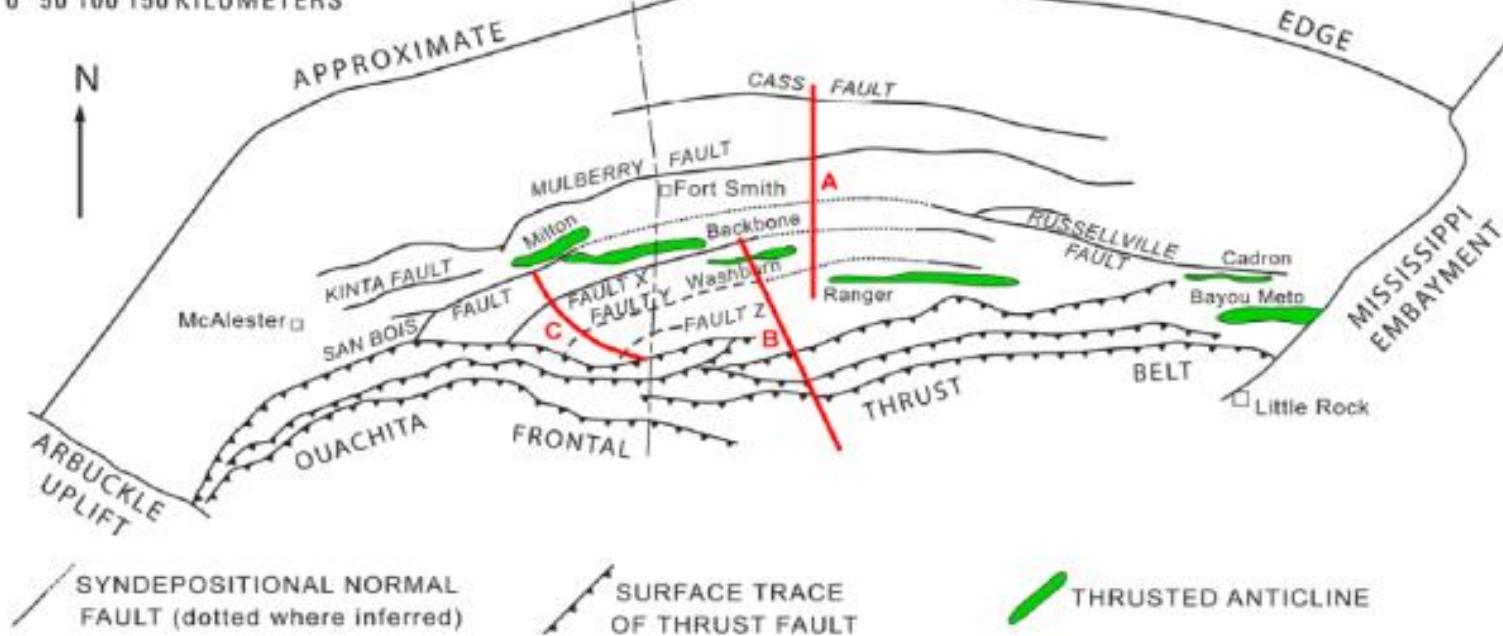 0 50 100 150 KILOMETERS
APPROXIMATE
EDGE
N
CASS FAULT
MULBERRY FAULT
Fort Smith
A
Milton
Backbone
RUSSELLVILLE
FAULT
Cadron
KINTA FAULT
FAULT X
Washburn
FAULT Y
Ranger
Bayou Meto
McAlester
SAN BOIS FAULT
C
FAULT Z
B
MISSISSIPPI
EMBAYMENT
OUACHITA FRONTAL THRUST BELT
Little Rock
ARBUCKLE
UPLIFT
SYNDEPOSITIONAL NORMAL
FAULT (dotted where inferred)
SURFACE TRACE
OF THRUST FAULT
THRUSTED ANTICLINE